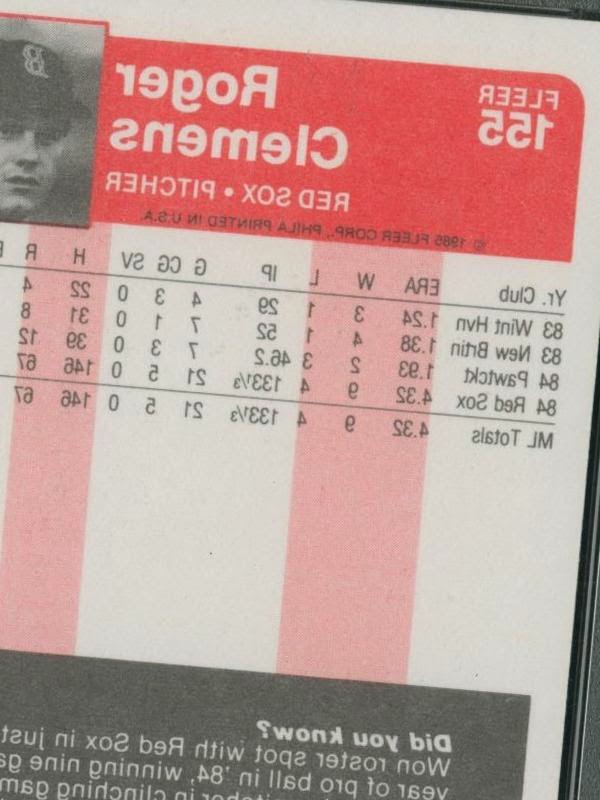 FLEER
155
Roger
Clemens
RED SOX • PITCHER
© 1985 FLEER CORP., PHILA. PRINTED IN U.S.A.
B
Yr. Club ERA W L IP G CG SV H R
83 Wint Hvn 1.24 3 1 29 4 3 0 22 4
83 New Britn 1.38 4 1 52 7 1 0 31 8
84 Pawtckt 1.93 2 3 46.2 7 3 0 39 12
84 Red Sox 4.32 9 4 133⅓ 21 5 0 146 67
ML Totals 4.32 9 4 133⅓ 21 5 0 146 67
Did you know?
Won roster spot with Red Sox in just
year of pro ball in '84, winning nine
in clinching